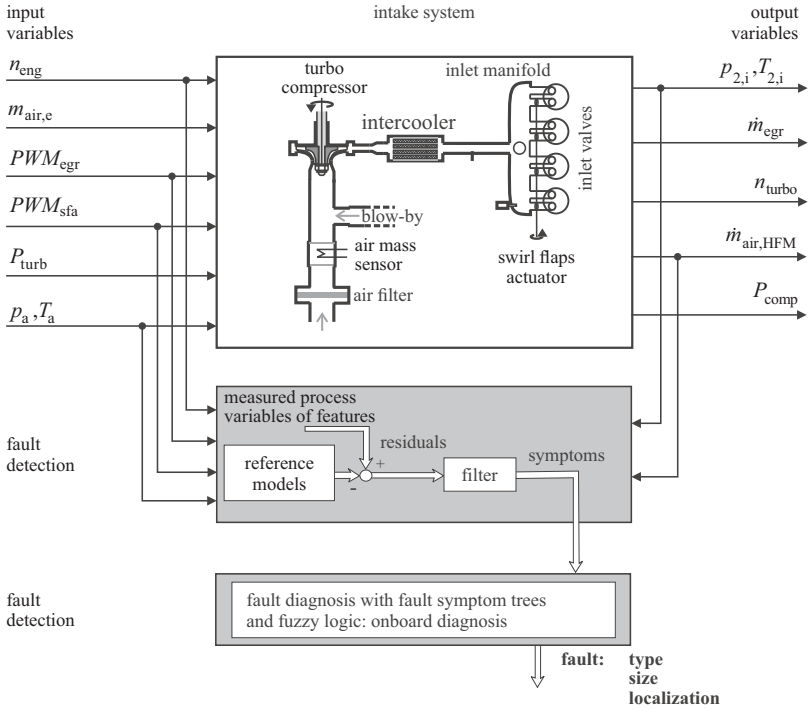 input
variables
intake system
output
variables
n_eng
m_air,e
PWM_egr
PWM_sfa
P_turb
p_a ,T_a
turbo
compressor
inlet manifold
intercooler
inlet valves
blow-by
air mass
sensor
swirl flaps
actuator
air filter
p_2,i ,T_2,i
ṁ_egr
n_turbo
ṁ_air,HFM
P_comp
fault
detection
measured process
variables of features
residuals
symptoms
reference
models
+
-
filter
fault
detection
fault diagnosis with fault symptom trees
and fuzzy logic: onboard diagnosis
fault: type
size
localization